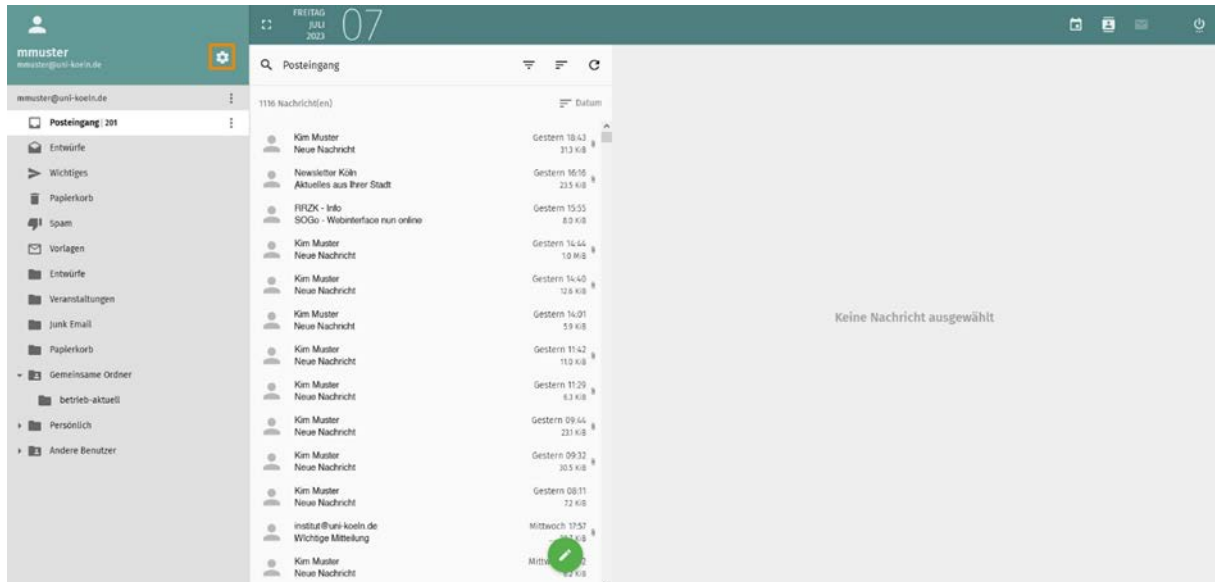 FREITAG
JULI
2023
07
mmuster
mmuster@uni-koeln.de
mmuster@uni-koeln.de
Posteingang | 201
Entwürfe
Wichtiges
Papierkorb
Spam
Vorlagen
Entwürfe
Veranstaltungen
Junk Email
Papierkorb
Gemeinsame Ordner
betrieb-aktuell
Persönlich
Andere Benutzer
Posteingang
1116 Nachricht(en)
Datum
Kim Muster Gestern 18:43
Neue Nachricht 31.3 KiB
Newsletter Köln Gestern 16:16
Aktuelles aus Ihrer Stadt 23.5 KiB
RRZK - Info Gestern 15:55
SOGo - Webinterface nun online 8.0 KiB
Kim Muster Gestern 14:44
Neue Nachricht 1.0 MiB
Kim Muster Gestern 14:40
Neue Nachricht 12.6 KiB
Kim Muster Gestern 14:01
Neue Nachricht 5.9 KiB
Kim Muster Gestern 11:42
Neue Nachricht 11.0 KiB
Kim Muster Gestern 11:29
Neue Nachricht 6.3 KiB
Kim Muster Gestern 09:44
Neue Nachricht 23.1 KiB
Kim Muster Gestern 09:32
Neue Nachricht 30.5 KiB
Kim Muster Gestern 08:11
Neue Nachricht 7.2 KiB
institut@uni-koeln.de Mittwoch 17:57
Wichtige Mitteilung KiB
Kim Muster
Neue Nachricht KiB
Keine Nachricht ausgewählt